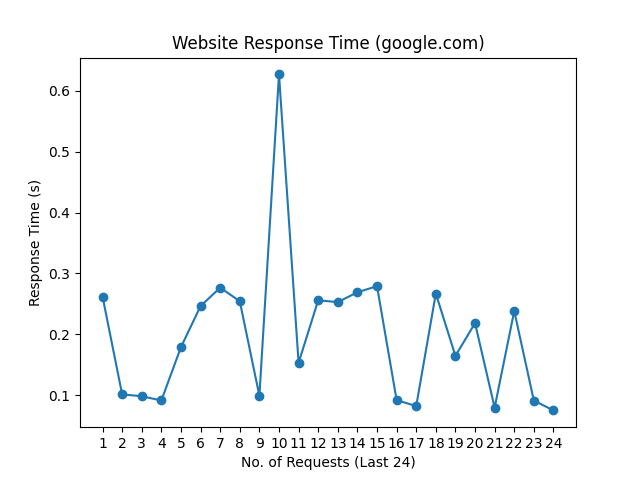 Website Response Time (google.com)
Response Time (s)
0.6
0.5
0.4
0.3
0.2
0.1
1 2 3 4 5 6 7 8 9 10 11 12 13 14 15 16 17 18 19 20 21 22 23 24
No. of Requests (Last 24)